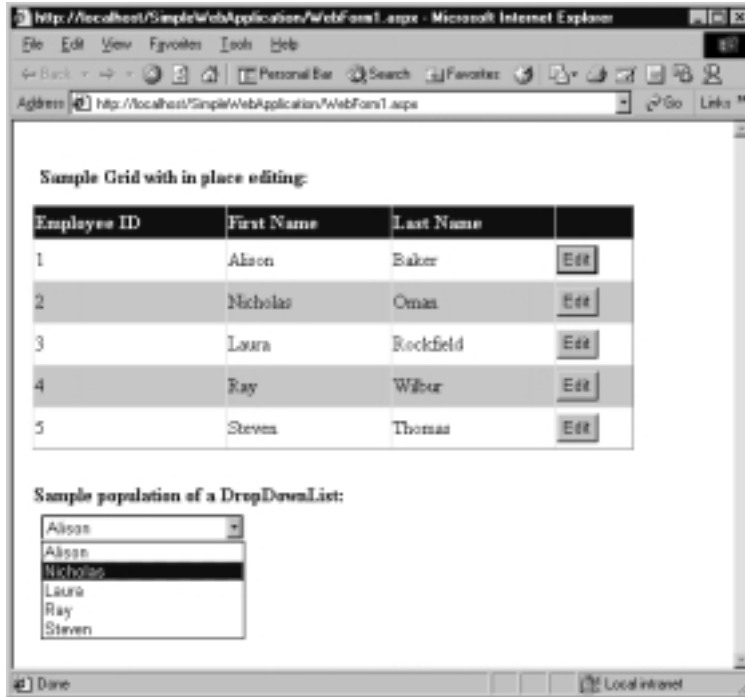 http://localhost/SimpleWebApplication/WebForm1.aspx - Microsoft Internet Explorer
File Edit View Favorites Tools Help
Back Personal Bar Search Favorites
Address http://localhost/SimpleWebApplication/WebForm1.aspx Go Links
Sample Grid with in place editing:
Employee ID First Name Last Name
1 Alison Baker Edit
2 Nicholas Oman Edit
3 Laura Rockfield Edit
4 Ray Wilbur Edit
5 Steven Thomas Edit
Sample population of a DropDownList:
Alison
Alison
Nicholas
Laura
Ray
Steven
Done Local intranet